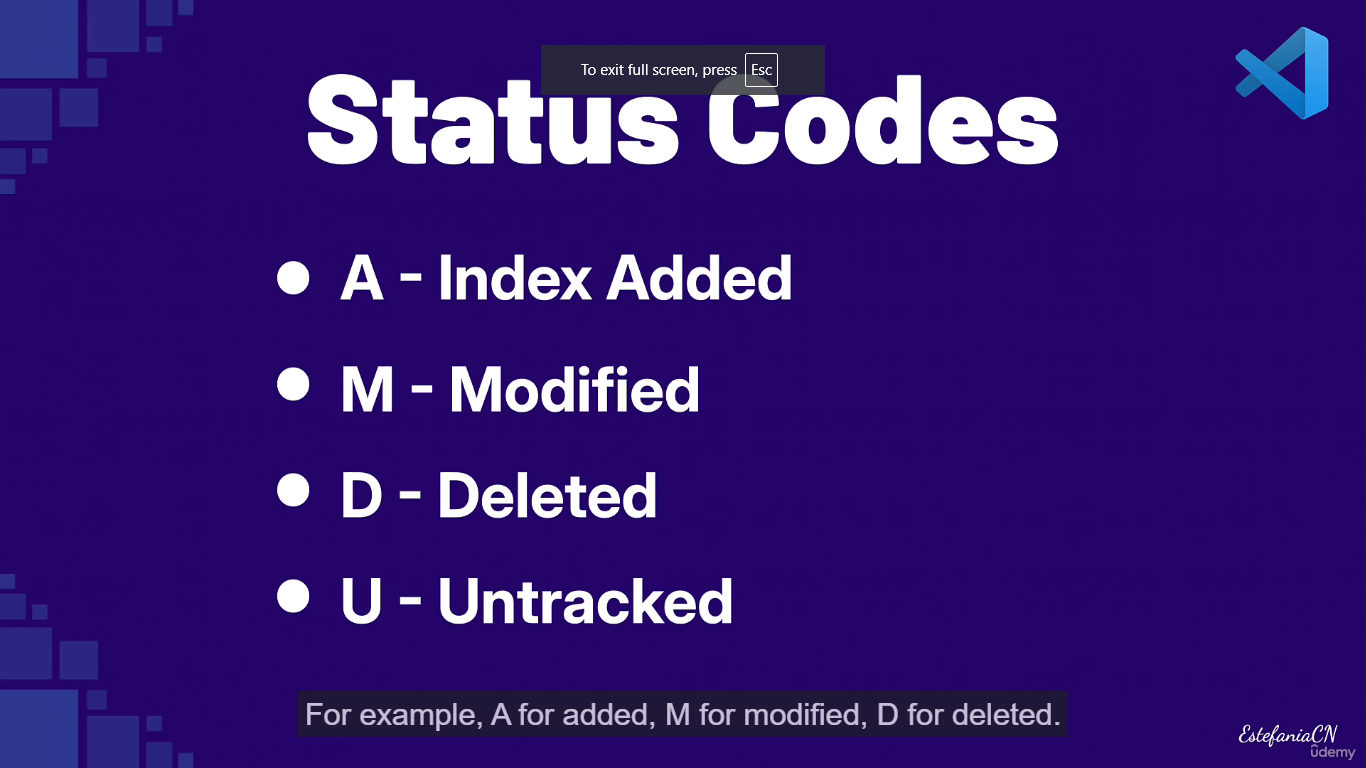 To exit full screen, press Esc
Status Codes
A - Index Added
M - Modified
D - Deleted
U - Untracked
For example, A for added, M for modified, D for deleted.
EstefaniaCN
ûdemy